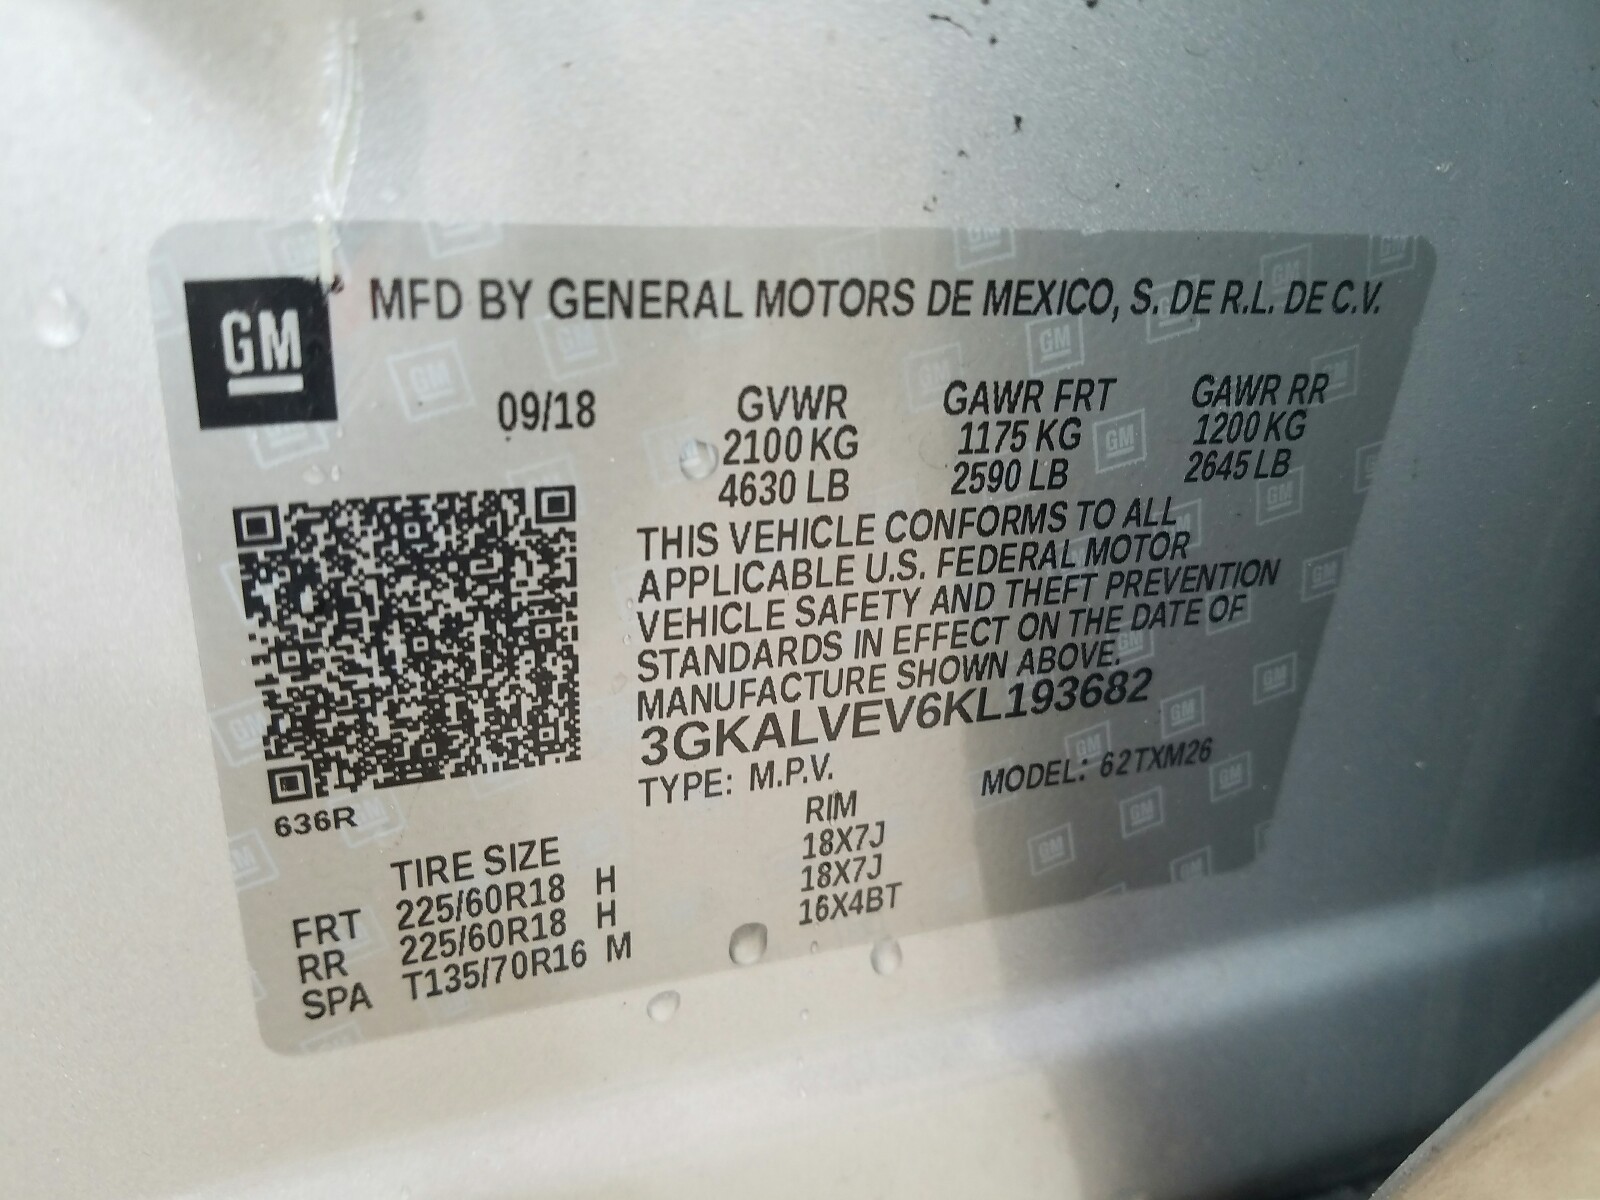 GM
MFD BY GENERAL MOTORS DE MEXICO, S. DE R.L. DE C.V.
09/18 GVWR GAWR FRT GAWR RR
2100 KG 1175 KG 1200 KG
4630 LB 2590 LB 2645 LB
THIS VEHICLE CONFORMS TO ALL
APPLICABLE U.S. FEDERAL MOTOR
VEHICLE SAFETY AND THEFT PREVENTION
STANDARDS IN EFFECT ON THE DATE OF
MANUFACTURE SHOWN ABOVE.
3GKALVEV6KL193682
TYPE: M.P.V. MODEL: 62TXM26
636R
TIRE SIZE RIM
FRT 225/60R18 H 18X7J
RR 225/60R18 H 18X7J
SPA T135/70R16 M 16X4BT